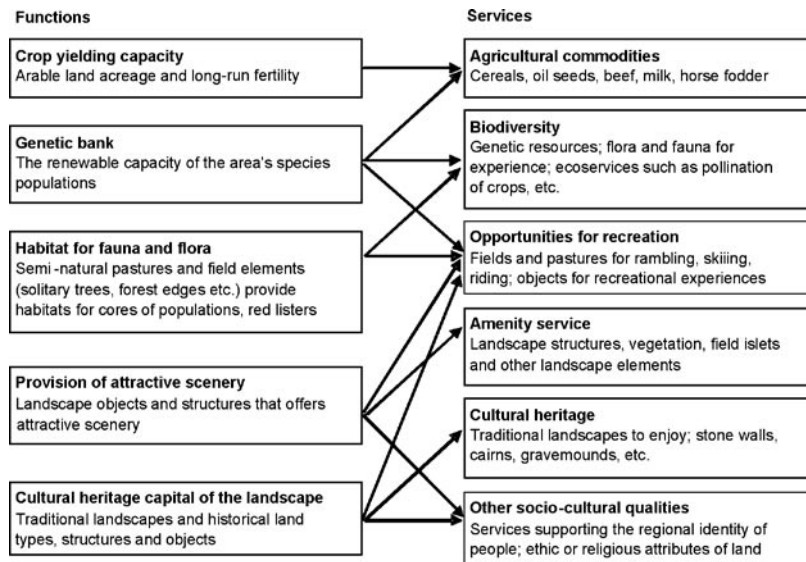 Functions
Services
Crop yielding capacity
Arable land acreage and long-run fertility
Genetic bank
The renewable capacity of the area's species
populations
Habitat for fauna and flora
Semi-natural pastures and field elements
(solitary trees, forest edges etc.) provide
habitats for cores of populations, red listers
Provision of attractive scenery
Landscape objects and structures that offers
attractive scenery
Cultural heritage capital of the landscape
Traditional landscapes and historical land
types, structures and objects
Agricultural commodities
Cereals, oil seeds, beef, milk, horse fodder
Biodiversity
Genetic resources; flora and fauna for
experience; ecoservices such as pollination
of crops, etc.
Opportunities for recreation
Fields and pastures for rambling, skiiing,
riding; objects for recreational experiences
Amenity service
Landscape structures, vegetation, field islets
and other landscape elements
Cultural heritage
Traditional landscapes to enjoy; stone walls,
cairns, gravemounds, etc.
Other socio-cultural qualities
Services supporting the regional identity of
people; ethic or religious attributes of land